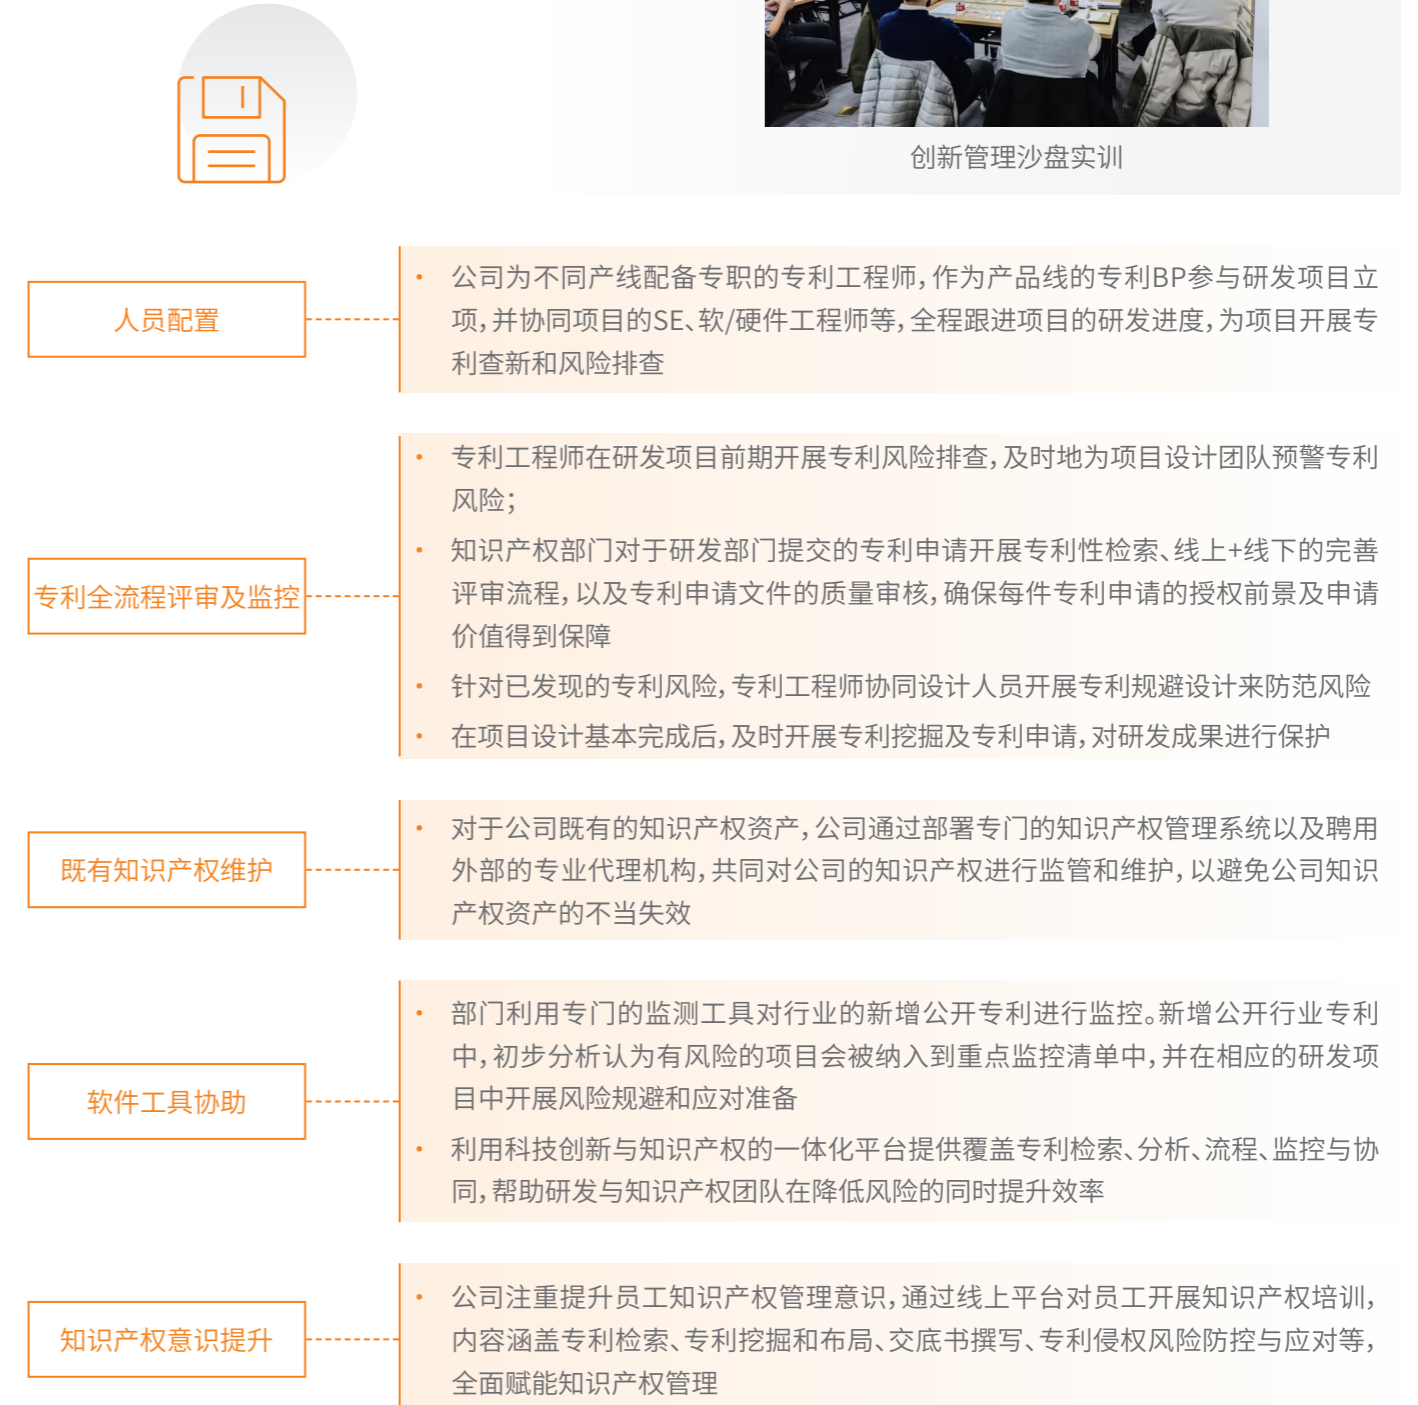 创新管理沙盘实训
人员配置
• 公司为不同产线配备专职的专利工程师，作为产品线的专利BP参与研发项目立
项，并协同项目的SE、软/硬件工程师等，全程跟进项目的研发进度，为项目开展专
利查新和风险排查
专利全流程评审及监控
• 专利工程师在研发项目前期开展专利风险排查，及时地为项目设计团队预警专利
风险；
• 知识产权部门对于研发部门提交的专利申请开展专利性检索、线上+线下的完善
评审流程，以及专利申请文件的质量审核，确保每件专利申请的授权前景及申请
价值得到保障
• 针对已发现的专利风险，专利工程师协同设计人员开展专利规避设计来防范风险
• 在项目设计基本完成后，及时开展专利挖掘及专利申请，对研发成果进行保护
既有知识产权维护
• 对于公司既有的知识产权资产，公司通过部署专门的知识产权管理系统以及聘用
外部的专业代理机构，共同对公司的知识产权进行监管和维护，以避免公司知识
产权资产的不当失效
软件工具协助
• 部门利用专门的监测工具对行业的新增公开专利进行监控。新增公开行业专利
中，初步分析认为有风险的项目会被纳入到重点监控清单中，并在相应的研发项
目中开展风险规避和应对准备
• 利用科技创新与知识产权的一体化平台提供覆盖专利检索、分析、流程、监控与协
同，帮助研发与知识产权团队在降低风险的同时提升效率
知识产权意识提升
• 公司注重提升员工知识产权管理意识，通过线上平台对员工开展知识产权培训，
内容涵盖专利检索、专利挖掘和布局、交底书撰写、专利侵权风险防控与应对等，
全面赋能知识产权管理